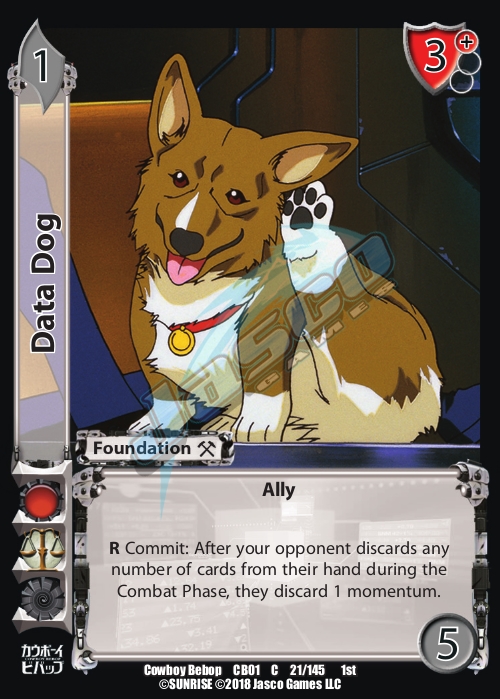 1
3
+
Data Dog
JASCO
GAMES
Foundation
Ally
R Commit: After your opponent discards any
number of cards from their hand during the
Combat Phase, they discard 1 momentum.
カウボーイ
ビバップ
5
Cowboy Bebop CB01 C 21/145 1st
©SUNRISE ©2018 Jasco Games LLC